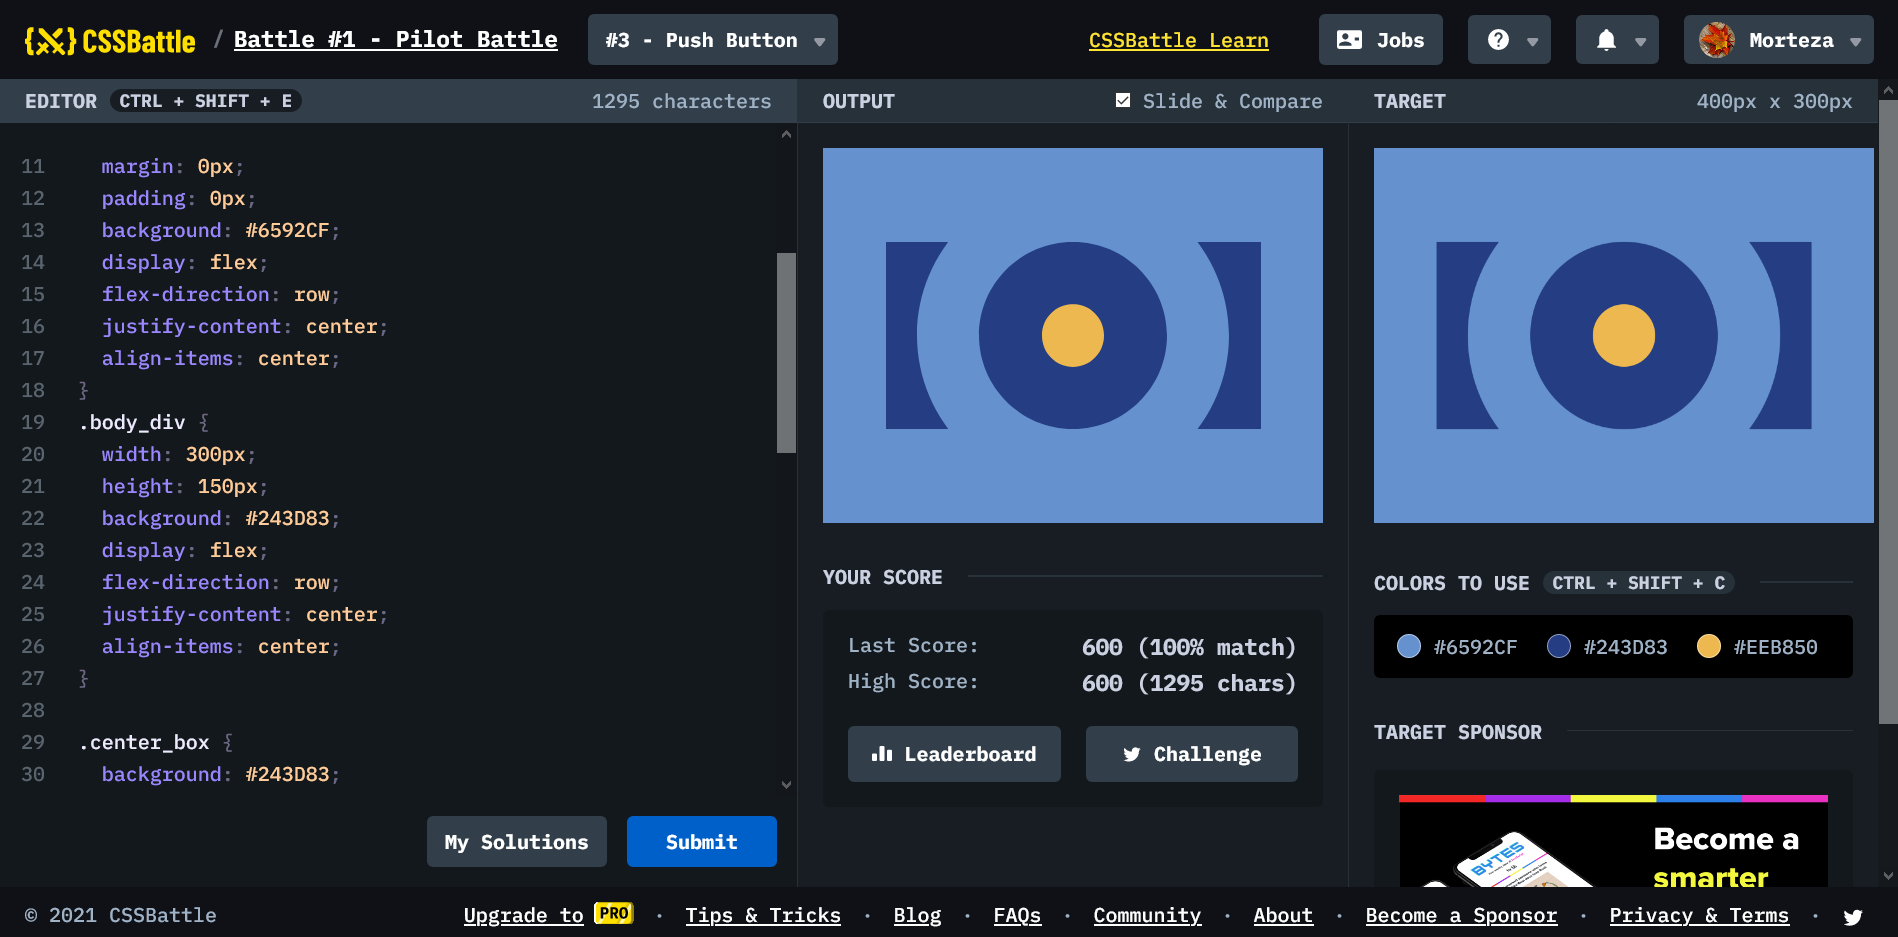 CSSBattle / Battle #1 - Pilot Battle
#3 - Push Button
CSSBattle Learn
Jobs
Morteza
EDITOR CTRL + SHIFT + E
1295 characters
11 margin: 0px;
12 padding: 0px;
13 background: #6592CF;
14 display: flex;
15 flex-direction: row;
16 justify-content: center;
17 align-items: center;
18 }
19 .body_div {
20 width: 300px;
21 height: 150px;
22 background: #243D83;
23 display: flex;
24 flex-direction: row;
25 justify-content: center;
26 align-items: center;
27 }
28
29 .center_box {
30 background: #243D83;
My Solutions
Submit
OUTPUT
Slide & Compare
YOUR SCORE
Last Score: 600 (100% match)
High Score: 600 (1295 chars)
Leaderboard
Challenge
TARGET
400px x 300px
COLORS TO USE CTRL + SHIFT + C
#6592CF #243D83 #EEB850
TARGET SPONSOR
BYTES
Become a
smarter
© 2021 CSSBattle
Upgrade to PRO · Tips & Tricks · Blog · FAQs · Community · About · Become a Sponsor · Privacy & Terms ·